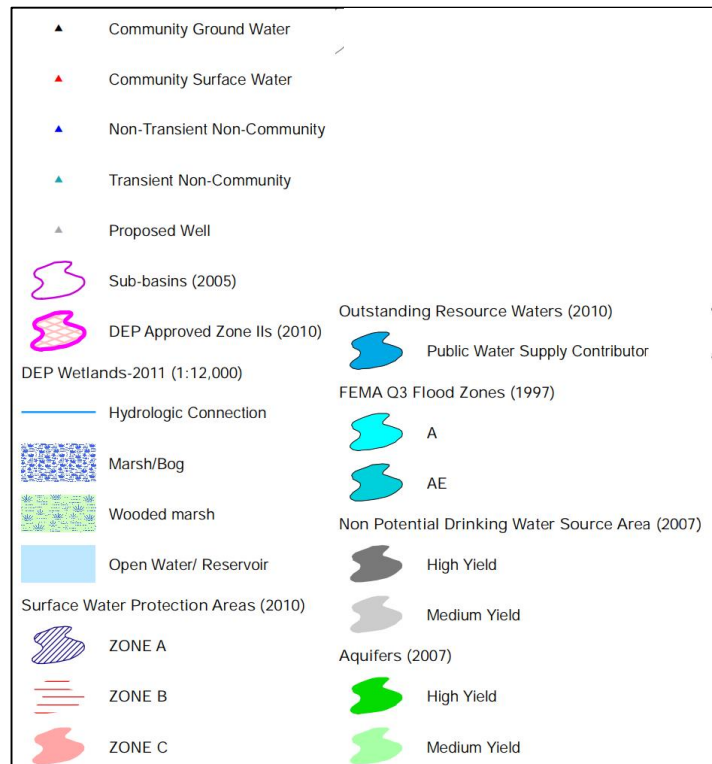 Community Ground Water
Community Surface Water
Non-Transient Non-Community
Transient Non-Community
Proposed Well
Sub-basins (2005)
DEP Approved Zone IIs (2010)
DEP Wetlands-2011 (1:12,000)
Hydrologic Connection
Marsh/Bog
Wooded marsh
Open Water/ Reservoir
Surface Water Protection Areas (2010)
ZONE A
ZONE B
ZONE C
Outstanding Resource Waters (2010)
Public Water Supply Contributor
FEMA Q3 Flood Zones (1997)
A
AE
Non Potential Drinking Water Source Area (2007)
High Yield
Medium Yield
Aquifers (2007)
High Yield
Medium Yield